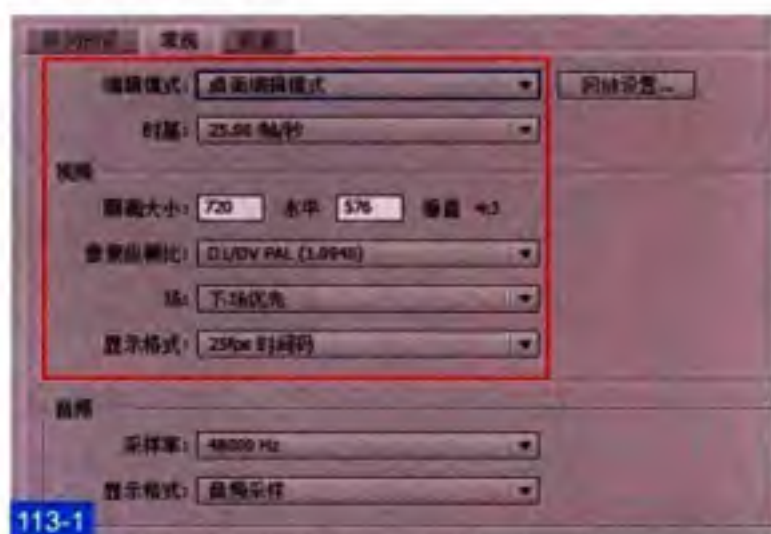 常规
编辑模式: 桌面编辑模式 回放设置...
时基: 25.00 帧/秒
视频
画面大小: 720 水平 576 垂直 4:3
像素纵横比: D1/DV PAL (1.0940)
场: 下场优先
显示格式: 25fps 时间码
音频
采样率: 48000 Hz
显示格式: 音频采样
113-1